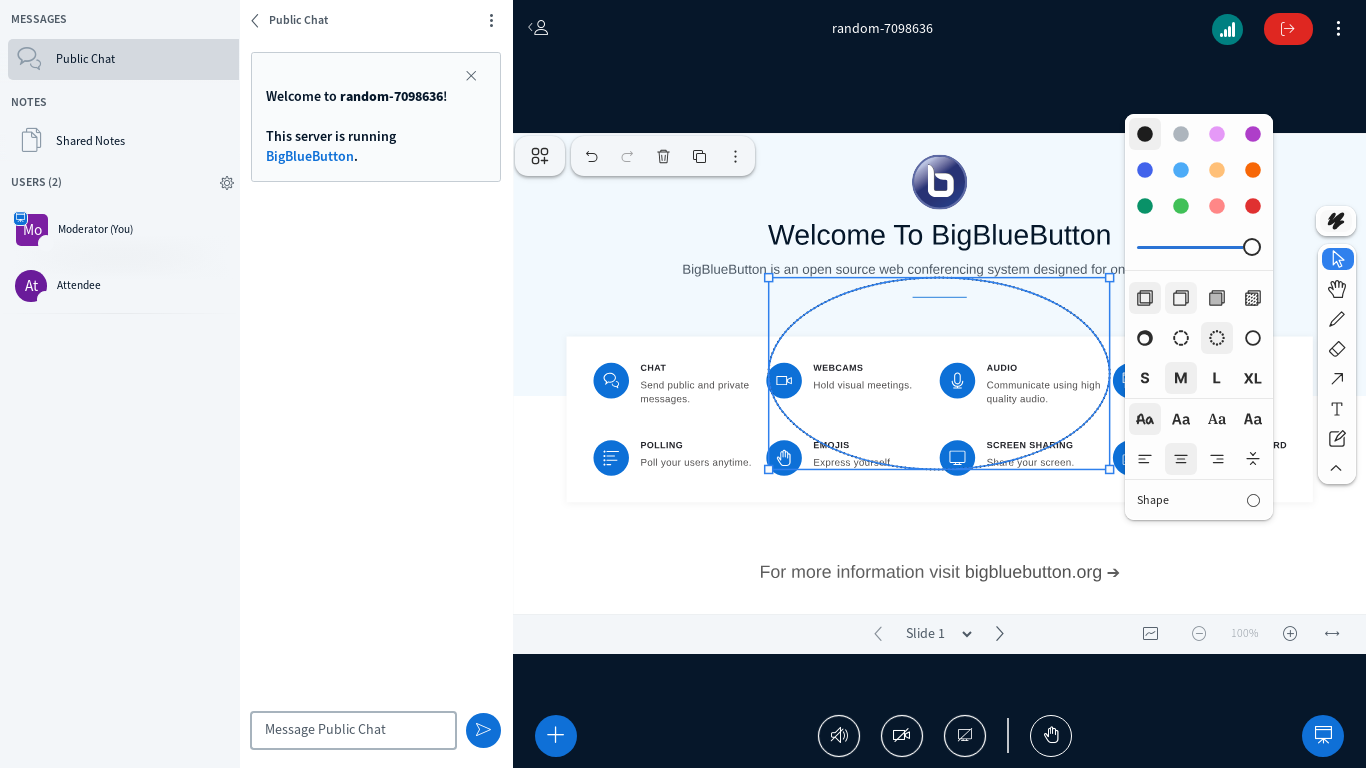 MESSAGES
Public Chat
NOTES
Shared Notes
USERS (2)
Mo
Moderator (You)
At
Attendee
Public Chat
Welcome to random-7098636!
This server is running
BigBlueButton.
Message Public Chat
random-7098636
Welcome To BigBlueButton
BigBlueButton is an open source web conferencing system designed for on
CHAT
Send public and private
messages.
WEBCAMS
Hold visual meetings.
AUDIO
Communicate using high
quality audio.
POLLING
Poll your users anytime.
EMOJIS
Express yourself.
SCREEN SHARING
Share your screen.
RD
For more information visit bigbluebutton.org ➔
S M L XL
Aa Aa Aa Aa
Shape
T
Slide 1
100%